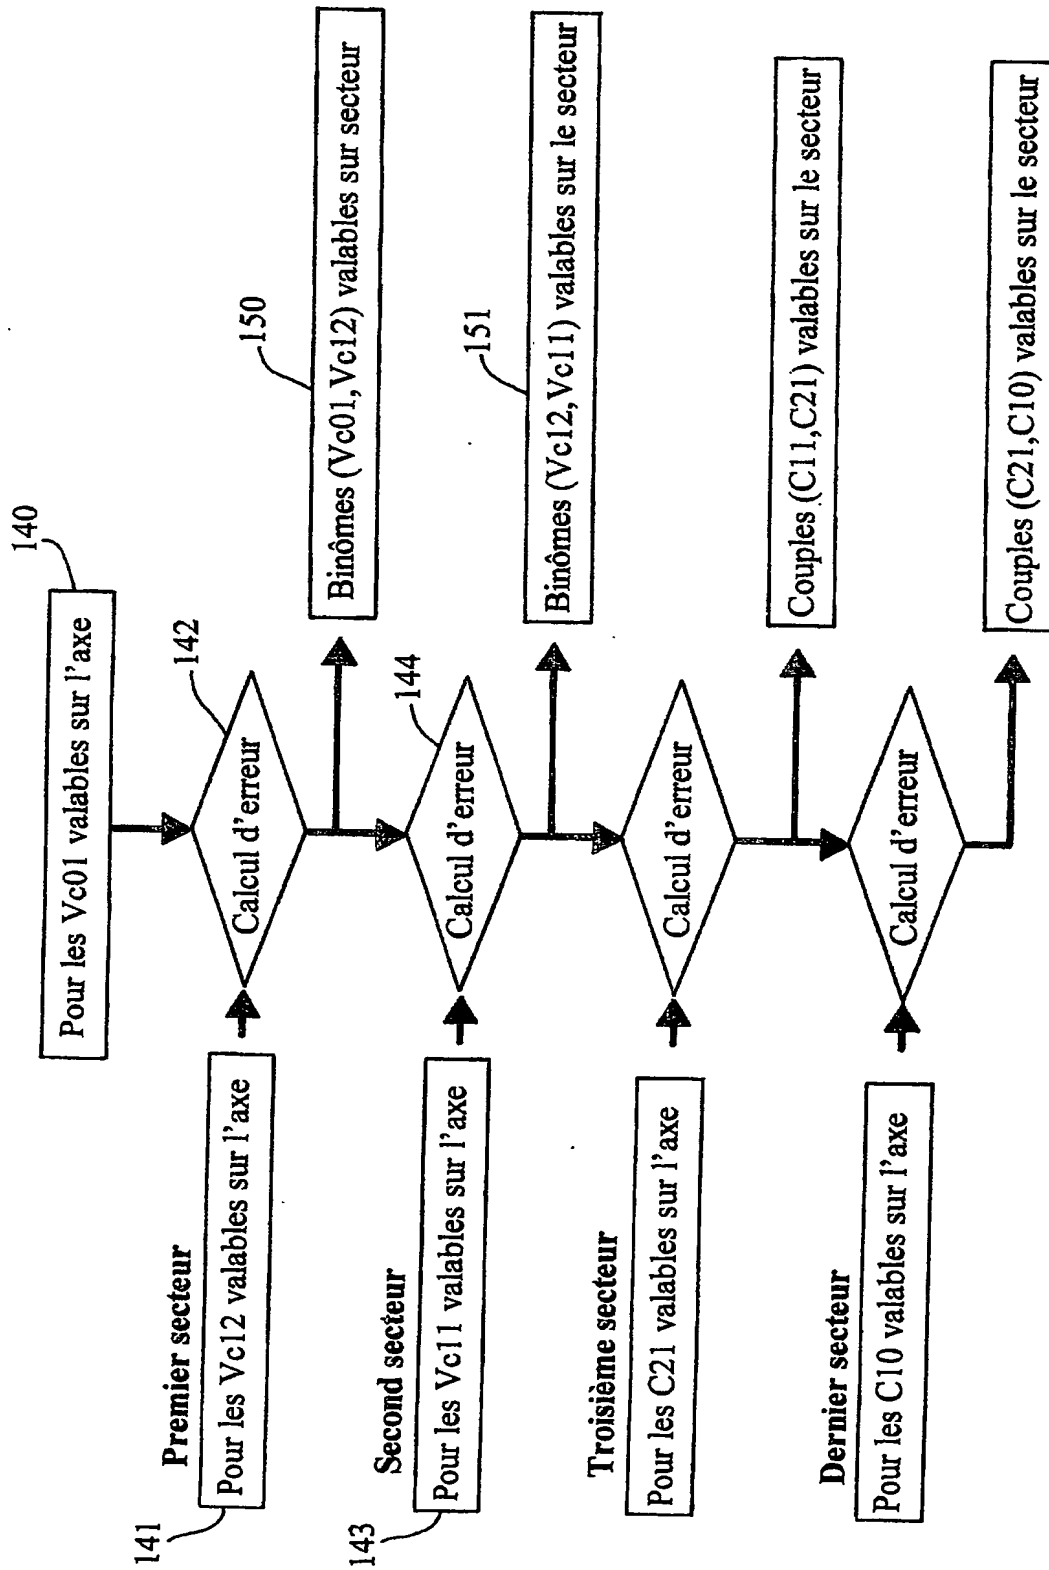 140
Pour les Vc01 valables sur l'axe
Premier secteur
141
Pour les Vc12 valables sur l'axe
142
Calcul d'erreur
150
Binômes (Vc01,Vc12) valables sur secteur
Second secteur
143
Pour les Vc11 valables sur l'axe
144
Calcul d'erreur
151
Binômes (Vc12,Vc11) valables sur le secteur
Troisième secteur
Pour les C21 valables sur l'axe
Calcul d'erreur
Couples (C11,C21) valables sur le secteur
Dernier secteur
Pour les C10 valables sur l'axe
Calcul d'erreur
Couples (C21,C10) valables sur le secteur